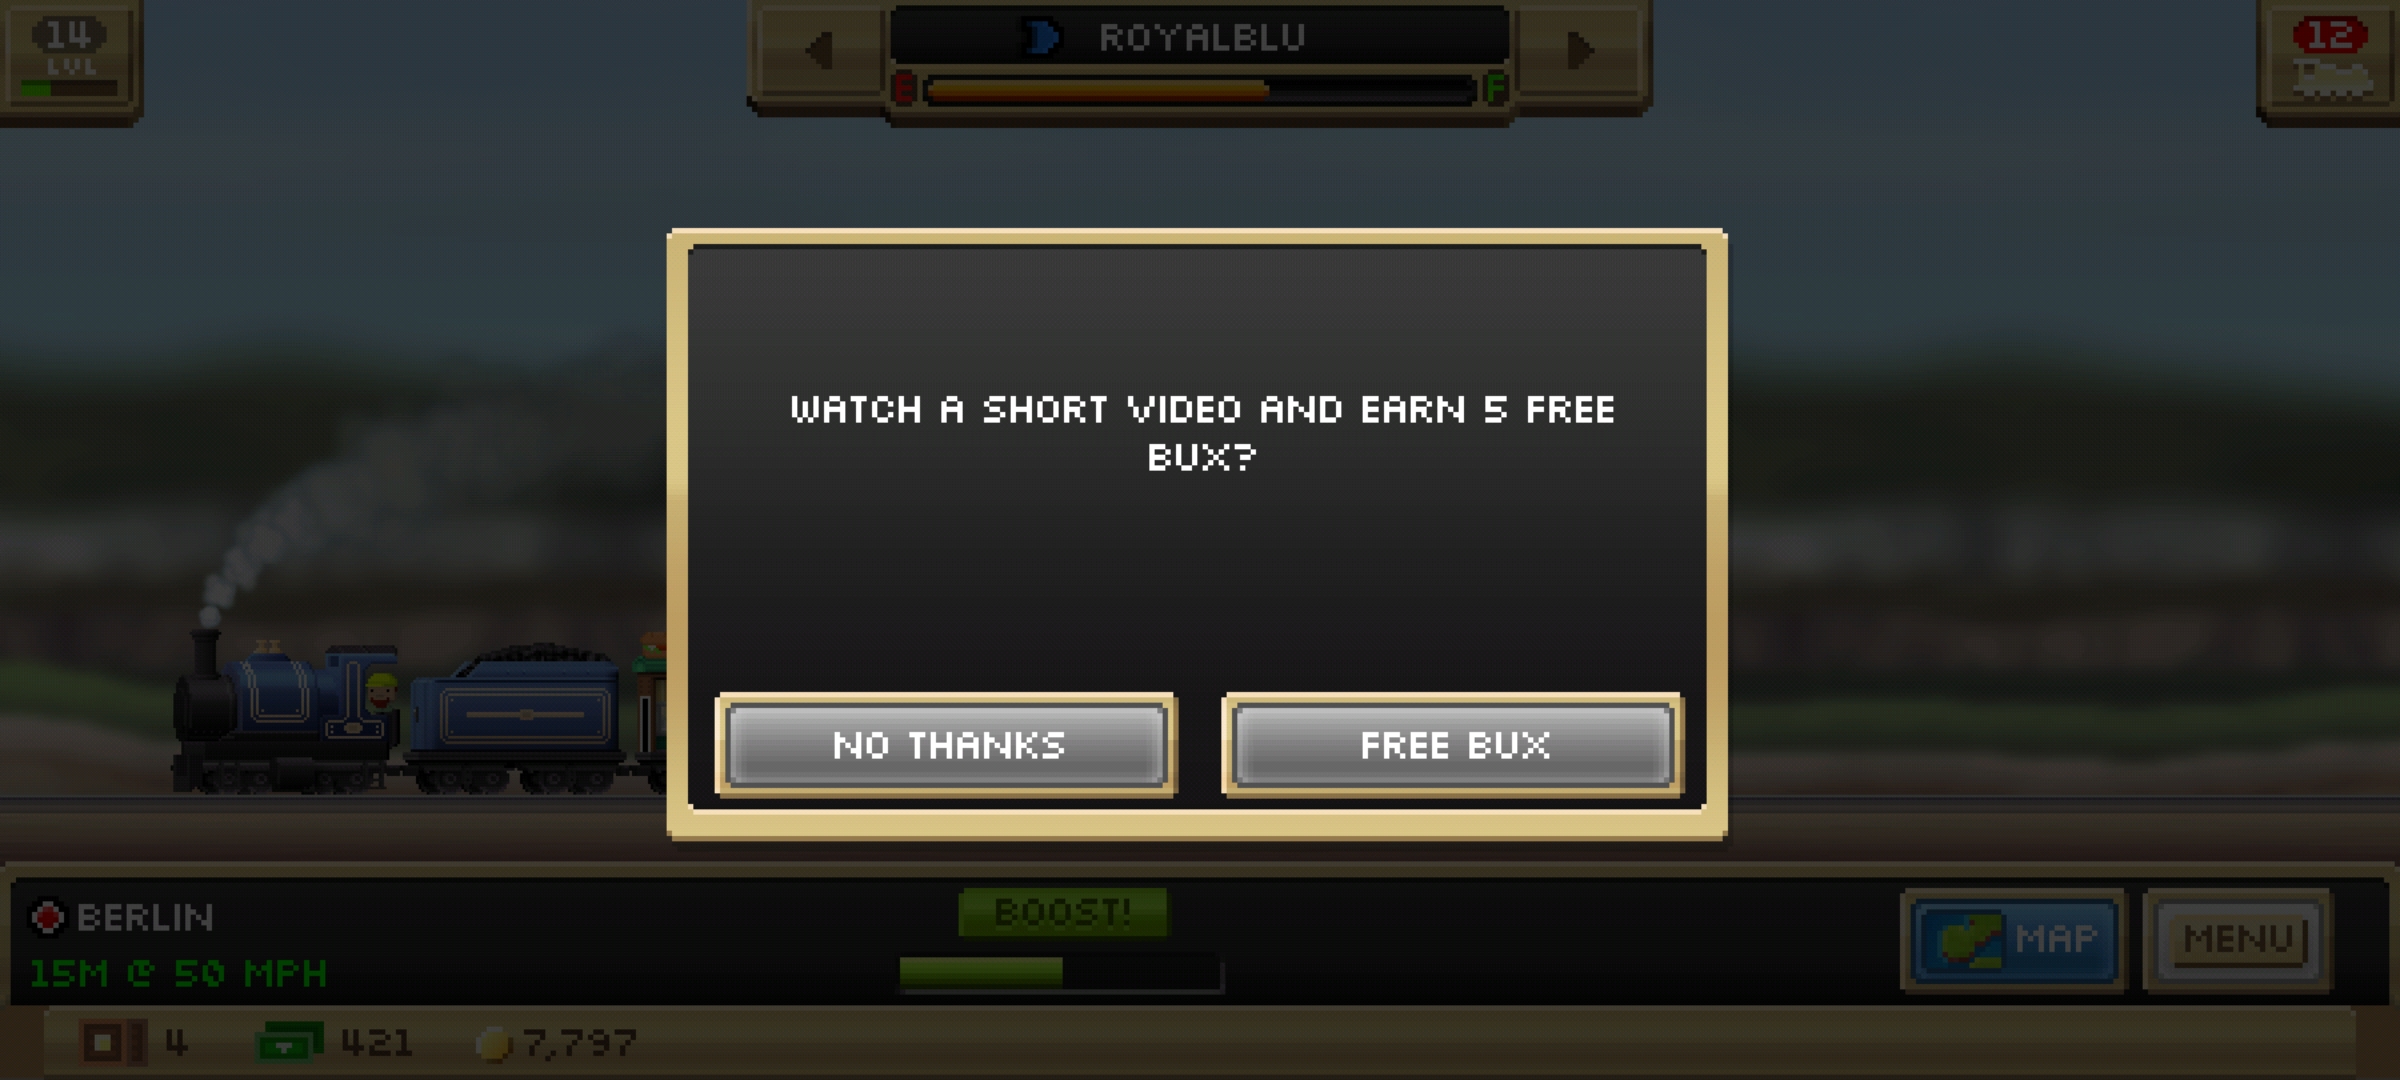 14
LVL
ROYALBLU
E F
12
WATCH A SHORT VIDEO AND EARN 5 FREE
BUX?
NO THANKS
FREE BUX
BERLIN
15M @ 50 MPH
BOOST!
MAP
MENU
4
421
7,797